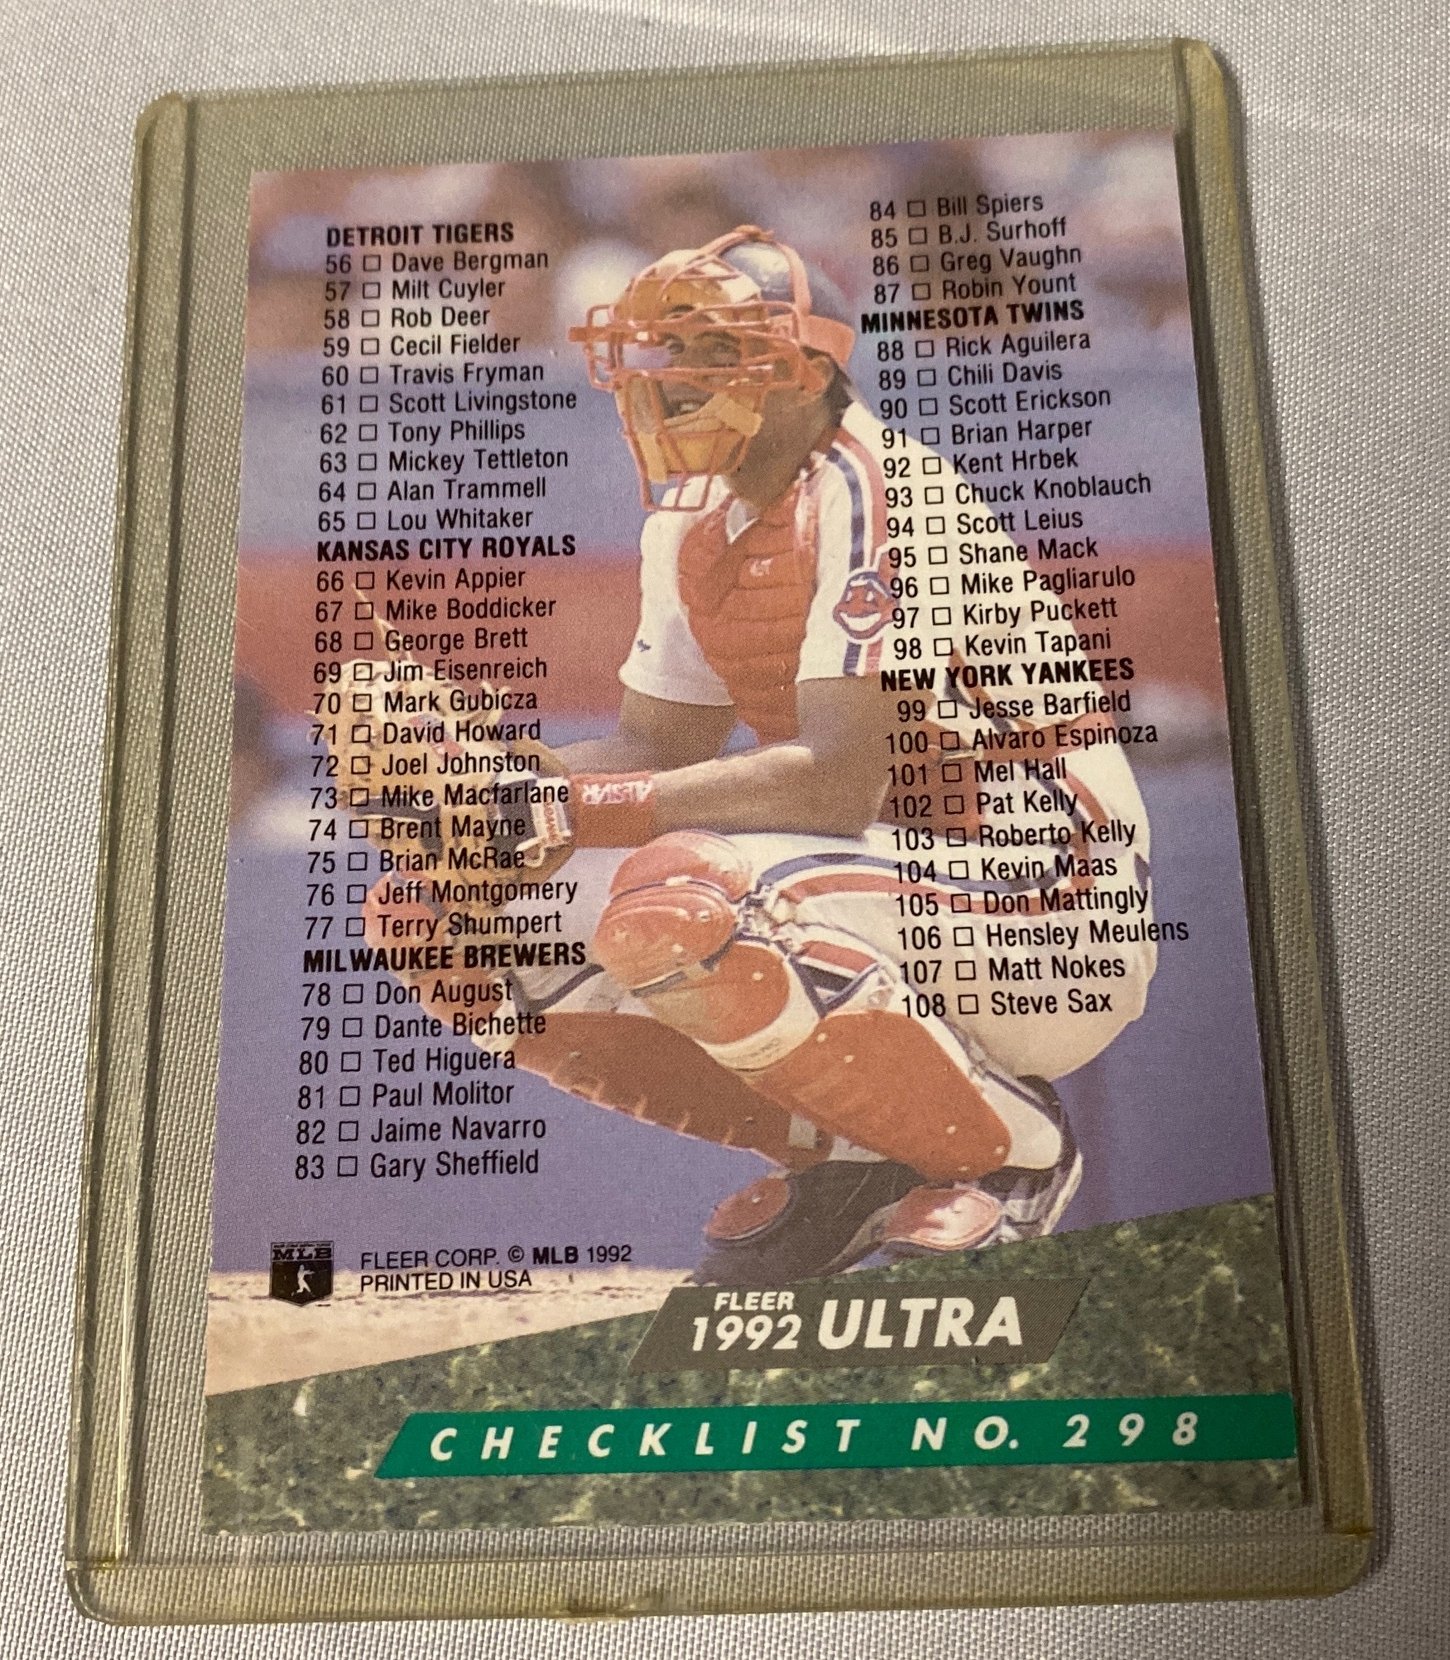 DETROIT TIGERS
56 □ Dave Bergman
57 □ Milt Cuyler
58 □ Rob Deer
59 □ Cecil Fielder
60 □ Travis Fryman
61 □ Scott Livingstone
62 □ Tony Phillips
63 □ Mickey Tettleton
64 □ Alan Trammell
65 □ Lou Whitaker
KANSAS CITY ROYALS
66 □ Kevin Appier
67 □ Mike Boddicker
68 □ George Brett
69 □ Jim Eisenreich
70 □ Mark Gubicza
71 □ David Howard
72 □ Joel Johnston
73 □ Mike Macfarlane
74 □ Brent Mayne
75 □ Brian McRae
76 □ Jeff Montgomery
77 □ Terry Shumpert
MILWAUKEE BREWERS
78 □ Don August
79 □ Dante Bichette
80 □ Ted Higuera
81 □ Paul Molitor
82 □ Jaime Navarro
83 □ Gary Sheffield
84 □ Bill Spiers
85 □ B.J. Surhoff
86 □ Greg Vaughn
87 □ Robin Yount
MINNESOTA TWINS
88 □ Rick Aguilera
89 □ Chili Davis
90 □ Scott Erickson
91 □ Brian Harper
92 □ Kent Hrbek
93 □ Chuck Knoblauch
94 □ Scott Leius
95 □ Shane Mack
96 □ Mike Pagliarulo
97 □ Kirby Puckett
98 □ Kevin Tapani
NEW YORK YANKEES
99 □ Jesse Barfield
100 □ Alvaro Espinoza
101 □ Mel Hall
102 □ Pat Kelly
103 □ Roberto Kelly
104 □ Kevin Maas
105 □ Don Mattingly
106 □ Hensley Meulens
107 □ Matt Nokes
108 □ Steve Sax
MLB
FLEER CORP. © MLB 1992
PRINTED IN USA
FLEER
1992 ULTRA
CHECKLIST NO. 298